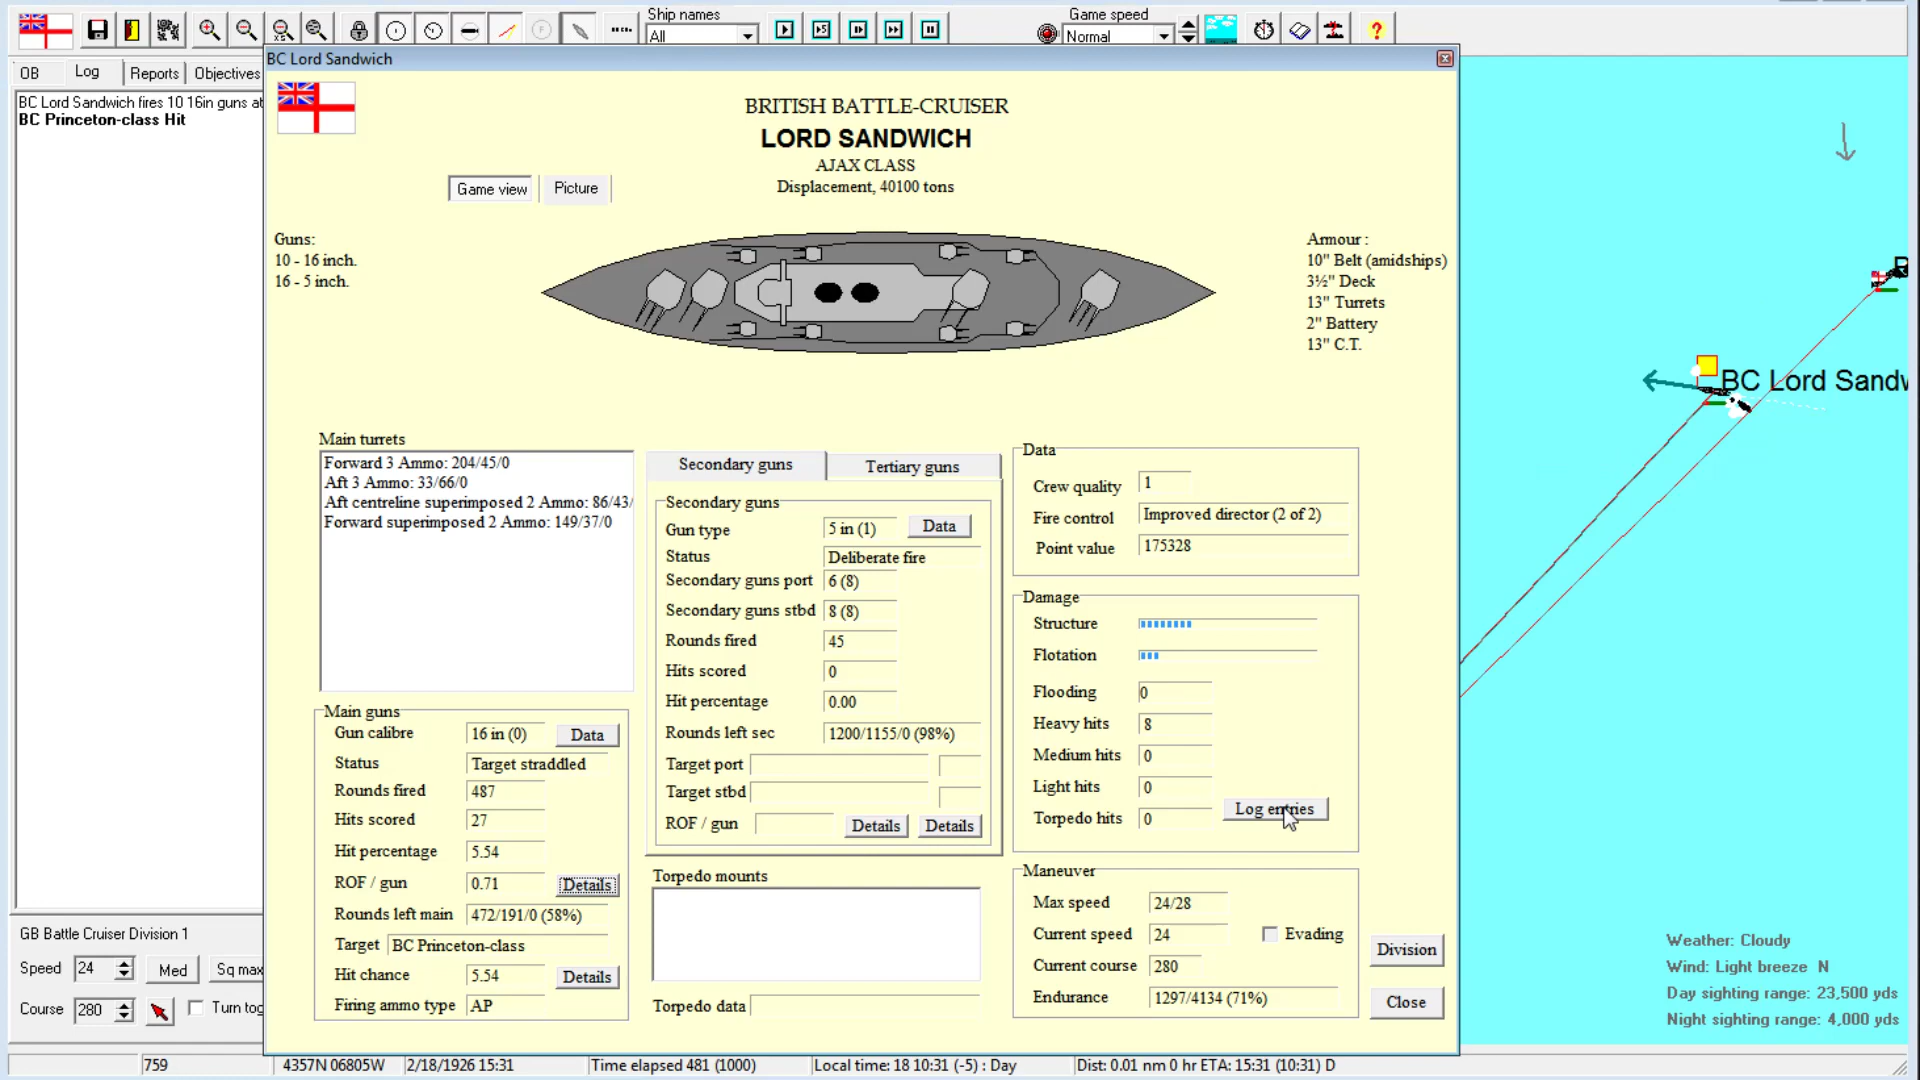 Ship names
All
Game speed
Normal
OB
Log
Reports
Objectives
BC Lord Sandwich fires 10 16in guns at
BC Princeton-class Hit
BC Lord Sandwich
BRITISH BATTLE-CRUISER
LORD SANDWICH
AJAX CLASS
Displacement, 40100 tons
Game view
Picture
Guns:
10 - 16 inch.
16 - 5 inch.
Armour :
10" Belt (amidships)
3½" Deck
13" Turrets
2" Battery
13" C.T.
BC Lord Sandw
Main turrets
Forward 3 Ammo: 204/45/0
Aft 3 Ammo: 33/66/0
Aft centreline superimposed 2 Ammo: 86/43/
Forward superimposed 2 Ammo: 149/37/0
Main guns
Gun calibre 16 in (0) Data
Status Target straddled
Rounds fired 487
Hits scored 27
Hit percentage 5.54
ROF / gun 0.71 Details
Rounds left main 472/191/0 (58%)
Target BC Princeton-class
Hit chance 5.54 Details
Firing ammo type AP
Secondary guns
Tertiary guns
Secondary guns
Gun type 5 in (1) Data
Status Deliberate fire
Secondary guns port 6 (8)
Secondary guns stbd 8 (8)
Rounds fired 45
Hits scored 0
Hit percentage 0.00
Rounds left sec 1200/1155/0 (98%)
Target port
Target stbd
ROF / gun Details Details
Torpedo mounts
Torpedo data
Data
Crew quality 1
Fire control Improved director (2 of 2)
Point value 175328
Damage
Structure
Flotation
Flooding 0
Heavy hits 8
Medium hits 0
Light hits 0
Torpedo hits 0
Log entries
Maneuver
Max speed 24/28
Current speed 24
Evading
Current course 280
Endurance 1297/4134 (71%)
Division
Close
GB Battle Cruiser Division 1
Speed 24 Med Sq max
Course 280 Turn tog
Weather: Cloudy
Wind: Light breeze N
Day sighting range: 23,500 yds
Night sighting range: 4,000 yds
759
4357N 06805W
2/18/1926 15:31
Time elapsed 481 (1000)
Local time: 18 10:31 (-5) : Day
Dist: 0.01 nm 0 hr ETA: 15:31 (10:31) D